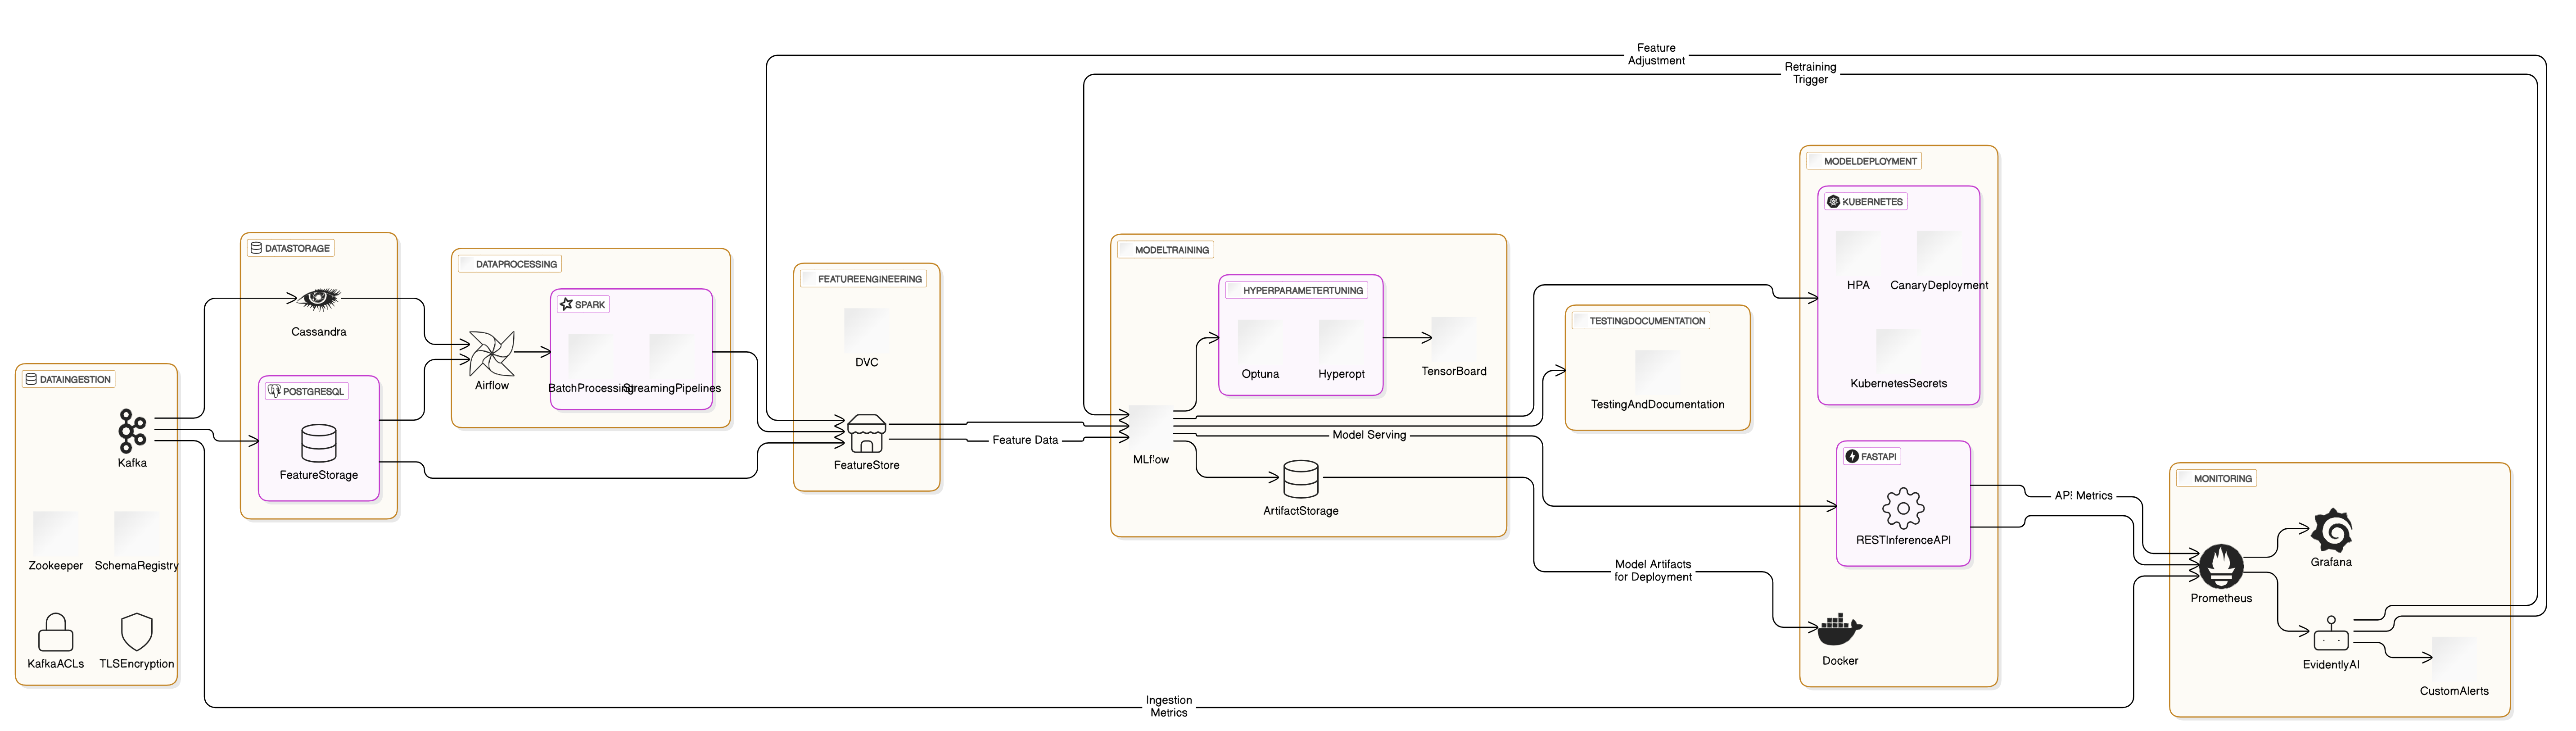 Feature
Adjustment
Retraining
Trigger
DATAINGESTION
Kafka
Zookeeper
SchemaRegistry
KafkaACLs
TLSEncryption
DATASTORAGE
Cassandra
POSTGRESQL
FeatureStorage
DATAPROCESSING
Airflow
SPARK
BatchProcessing
StreamingPipelines
FEATUREENGINEERING
DVC
FeatureStore
Feature Data
MODELTRAINING
HYPERPARAMETERTUNING
Optuna
Hyperopt
TensorBoard
MLflow
Model Serving
ArtifactStorage
TESTINGDOCUMENTATION
TestingAndDocumentation
Model Artifacts
for Deployment
MODELDEPLOYMENT
KUBERNETES
HPA
CanaryDeployment
KubernetesSecrets
FASTAPI
RESTInferenceAPI
Docker
API Metrics
Ingestion
Metrics
MONITORING
Prometheus
Grafana
EvidentlyAI
CustomAlerts